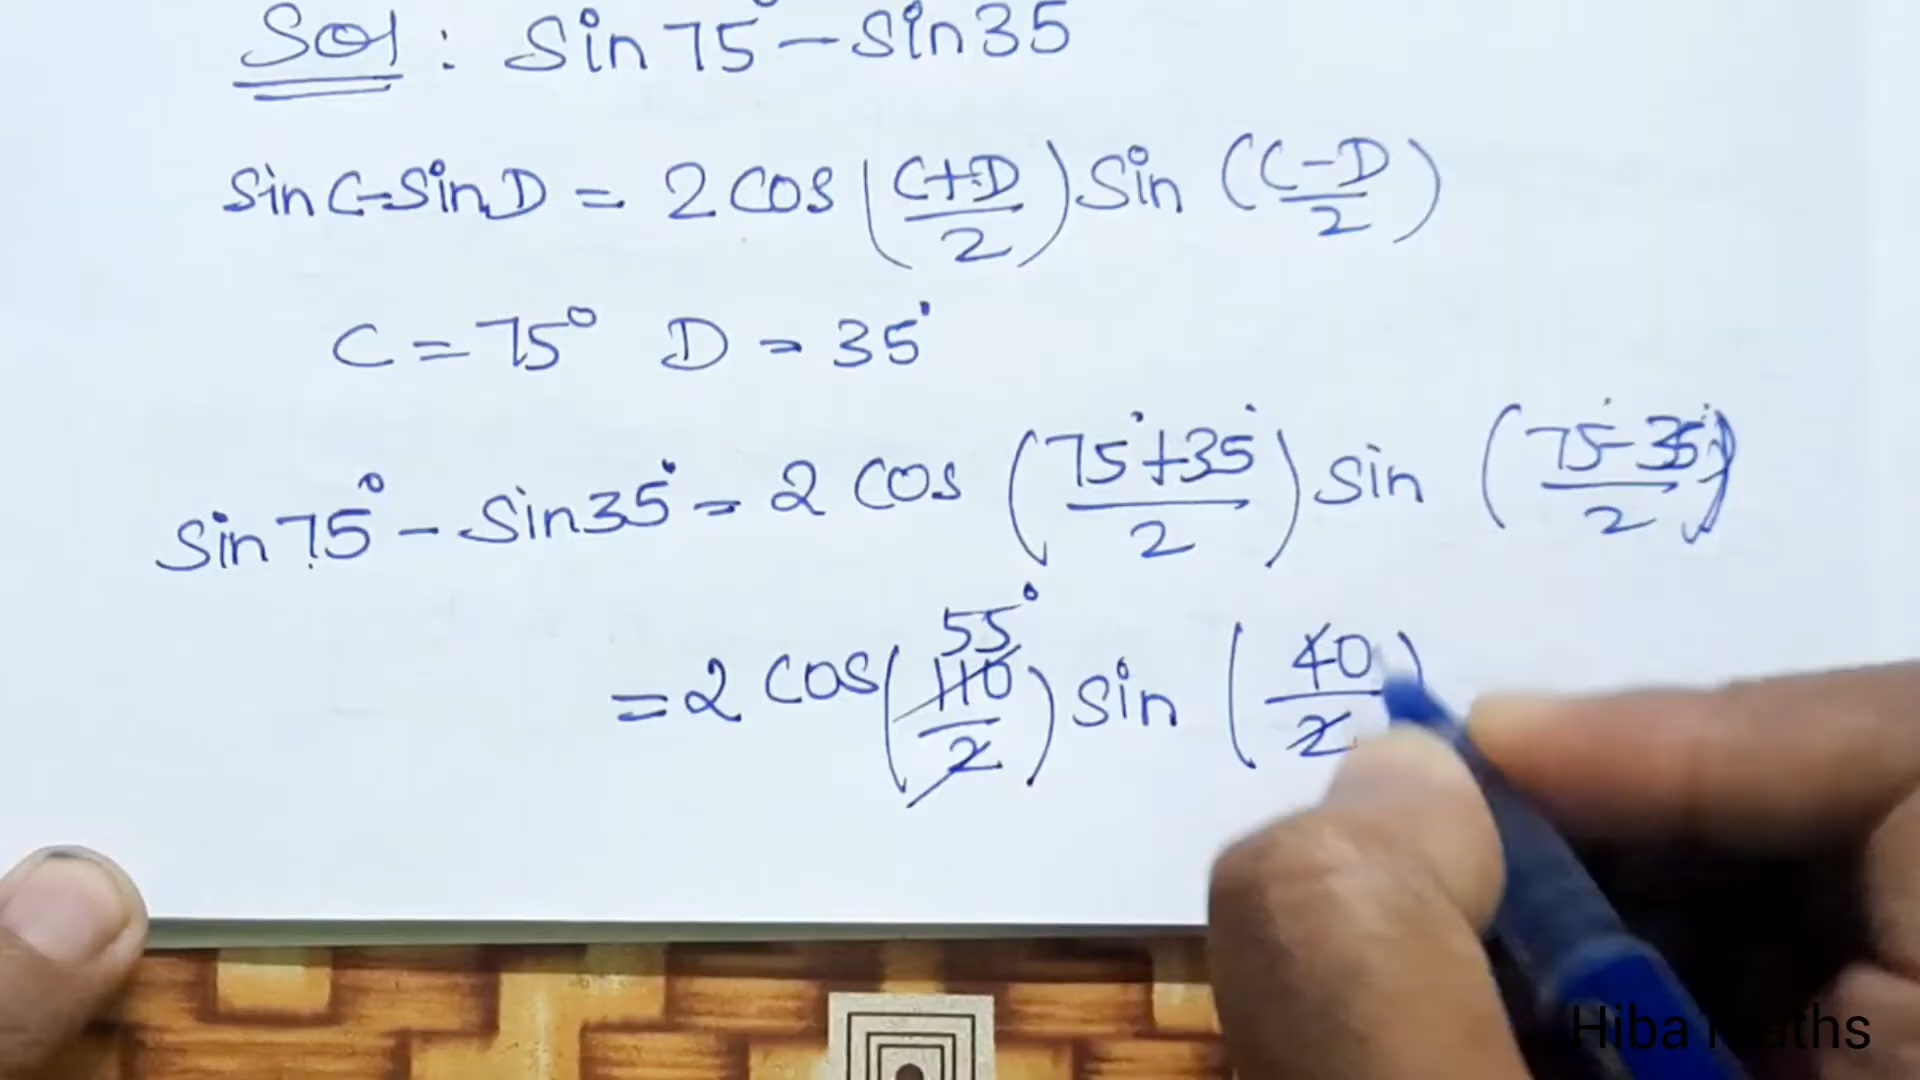 Sol : Sin 75° - Sin 35
Sin C - Sin D = 2 cos (C+D/2) Sin (C-D/2)
C = 75° D = 35°
Sin 75° - Sin 35° = 2 cos (75°+35°/2) Sin (75°-35°/2)
= 2 cos (110/2) 55° Sin (40/2)
Hiba Maths